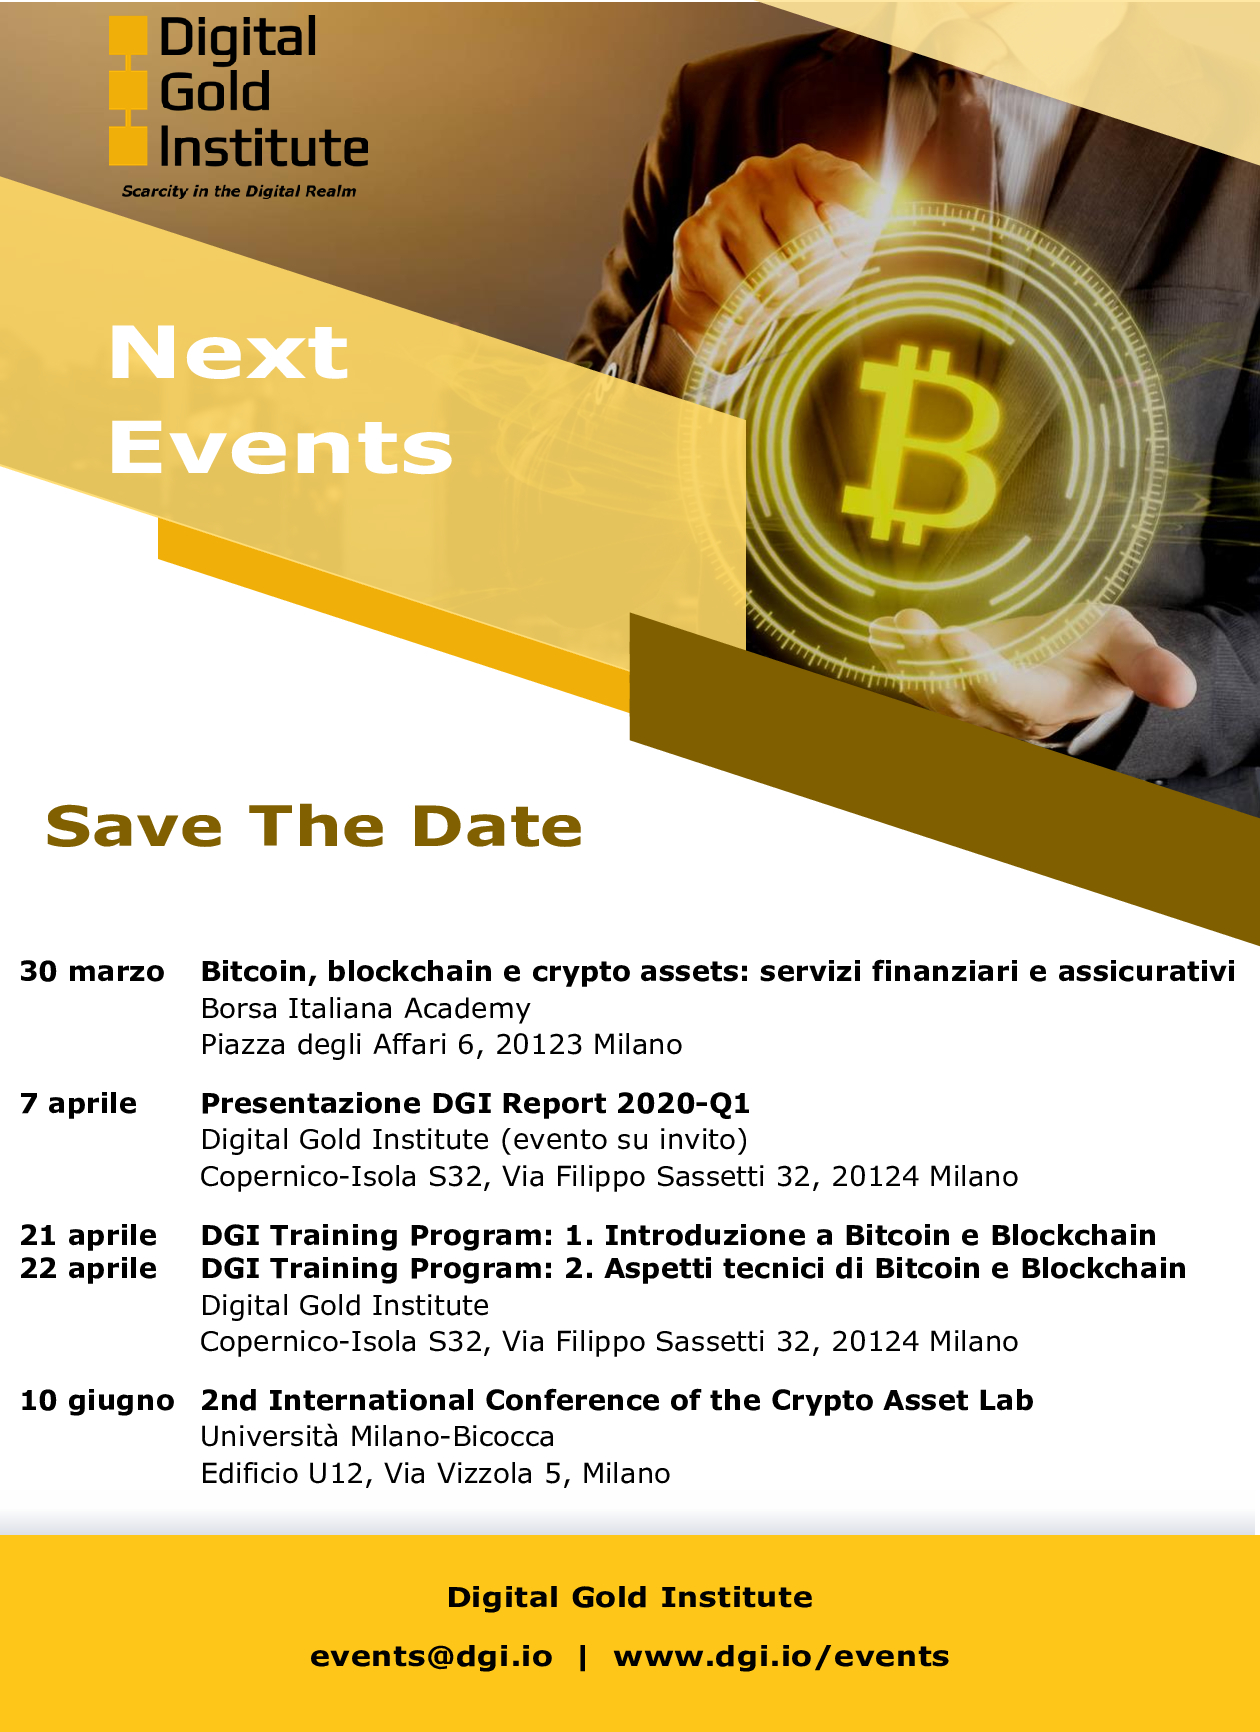 Digital
Gold
Institute
Scarcity in the Digital Realm
Next
Events
Save The Date
30 marzo Bitcoin, blockchain e crypto assets: servizi finanziari e assicurativi
Borsa Italiana Academy
Piazza degli Affari 6, 20123 Milano
7 aprile Presentazione DGI Report 2020-Q1
Digital Gold Institute (evento su invito)
Copernico-Isola S32, Via Filippo Sassetti 32, 20124 Milano
21 aprile DGI Training Program: 1. Introduzione a Bitcoin e Blockchain
22 aprile DGI Training Program: 2. Aspetti tecnici di Bitcoin e Blockchain
Digital Gold Institute
Copernico-Isola S32, Via Filippo Sassetti 32, 20124 Milano
10 giugno 2nd International Conference of the Crypto Asset Lab
Università Milano-Bicocca
Edificio U12, Via Vizzola 5, Milano
Digital Gold Institute
events@dgi.io | www.dgi.io/events